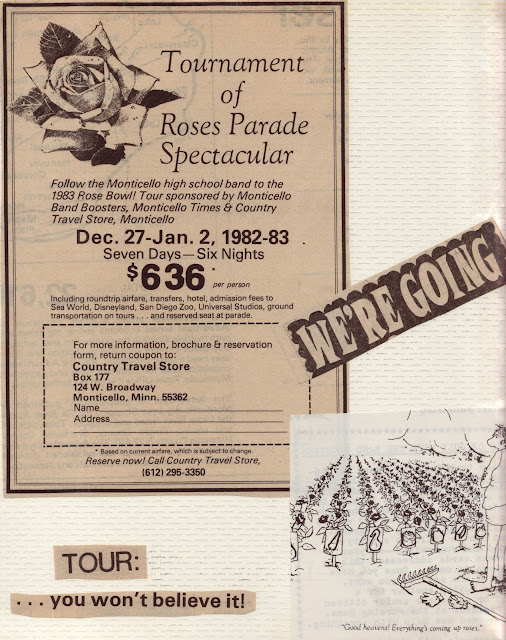 Tournament
of
Roses Parade
Spectacular
Follow the Monticello high school band to the
1983 Rose Bowl! Tour sponsored by Monticello
Band Boosters, Monticello Times & Country
Travel Store, Monticello
Dec. 27-Jan. 2, 1982-83
Seven Days—Six Nights
$636* per person
Including roundtrip airfare, transfers, hotel, admission fees to
Sea World, Disneyland, San Diego Zoo, Universal Studios, ground
transportation on tours . . . and reserved seat at parade.
For more information, brochure & reservation
form, return coupon to:
Country Travel Store
Box 177
124 W. Broadway
Monticello, Minn. 55362
Name
Address
* Based on current airfare, which is subject to change.
Reserve now! Call Country Travel Store,
(612) 295-3350
WE'RE GOING
"Good heavens! Everything's coming up roses."
TOUR:
. . . you won't believe it!